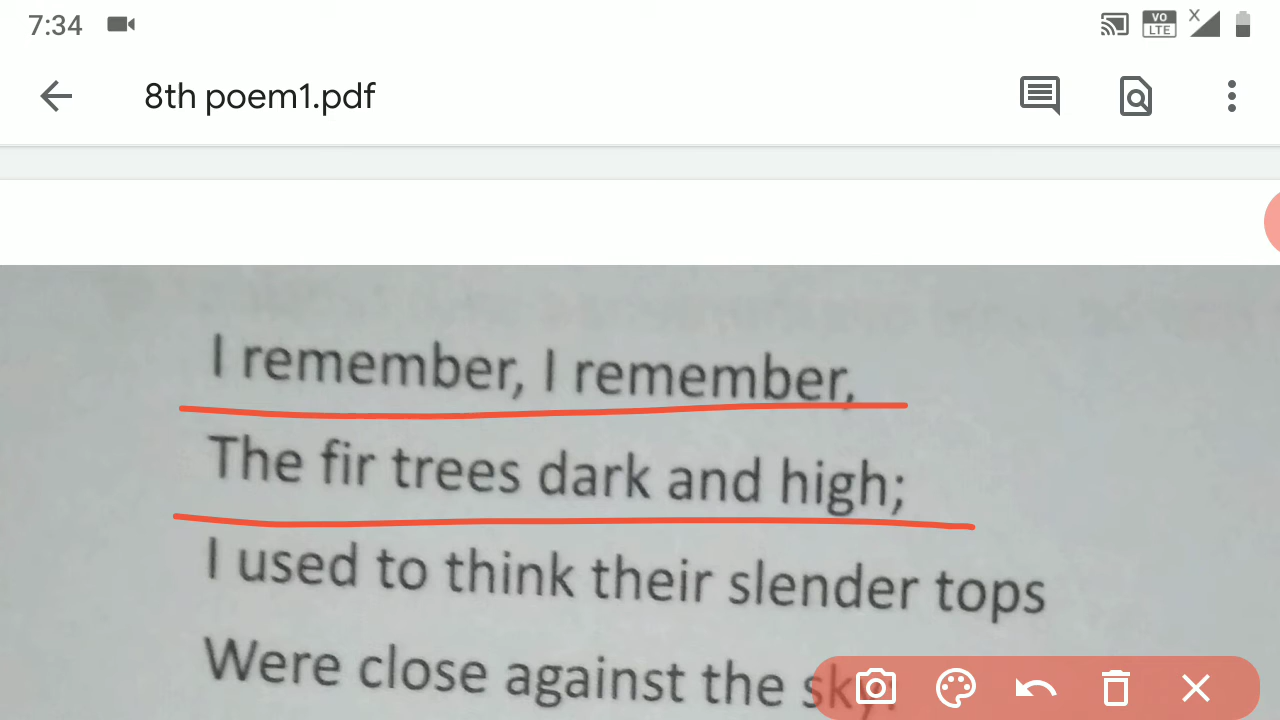 7:34
VO
LTE
X
8th poem1.pdf
I remember, I remember,
The fir trees dark and high;
I used to think their slender tops
Were close against the sky: